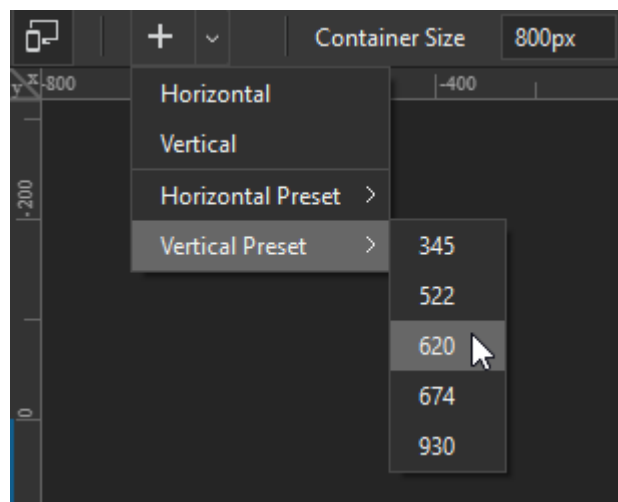 Container Size 800px
x
y
-800
-400
Horizontal
Vertical
-200
Horizontal Preset
Vertical Preset
345
522
620
674
0
930